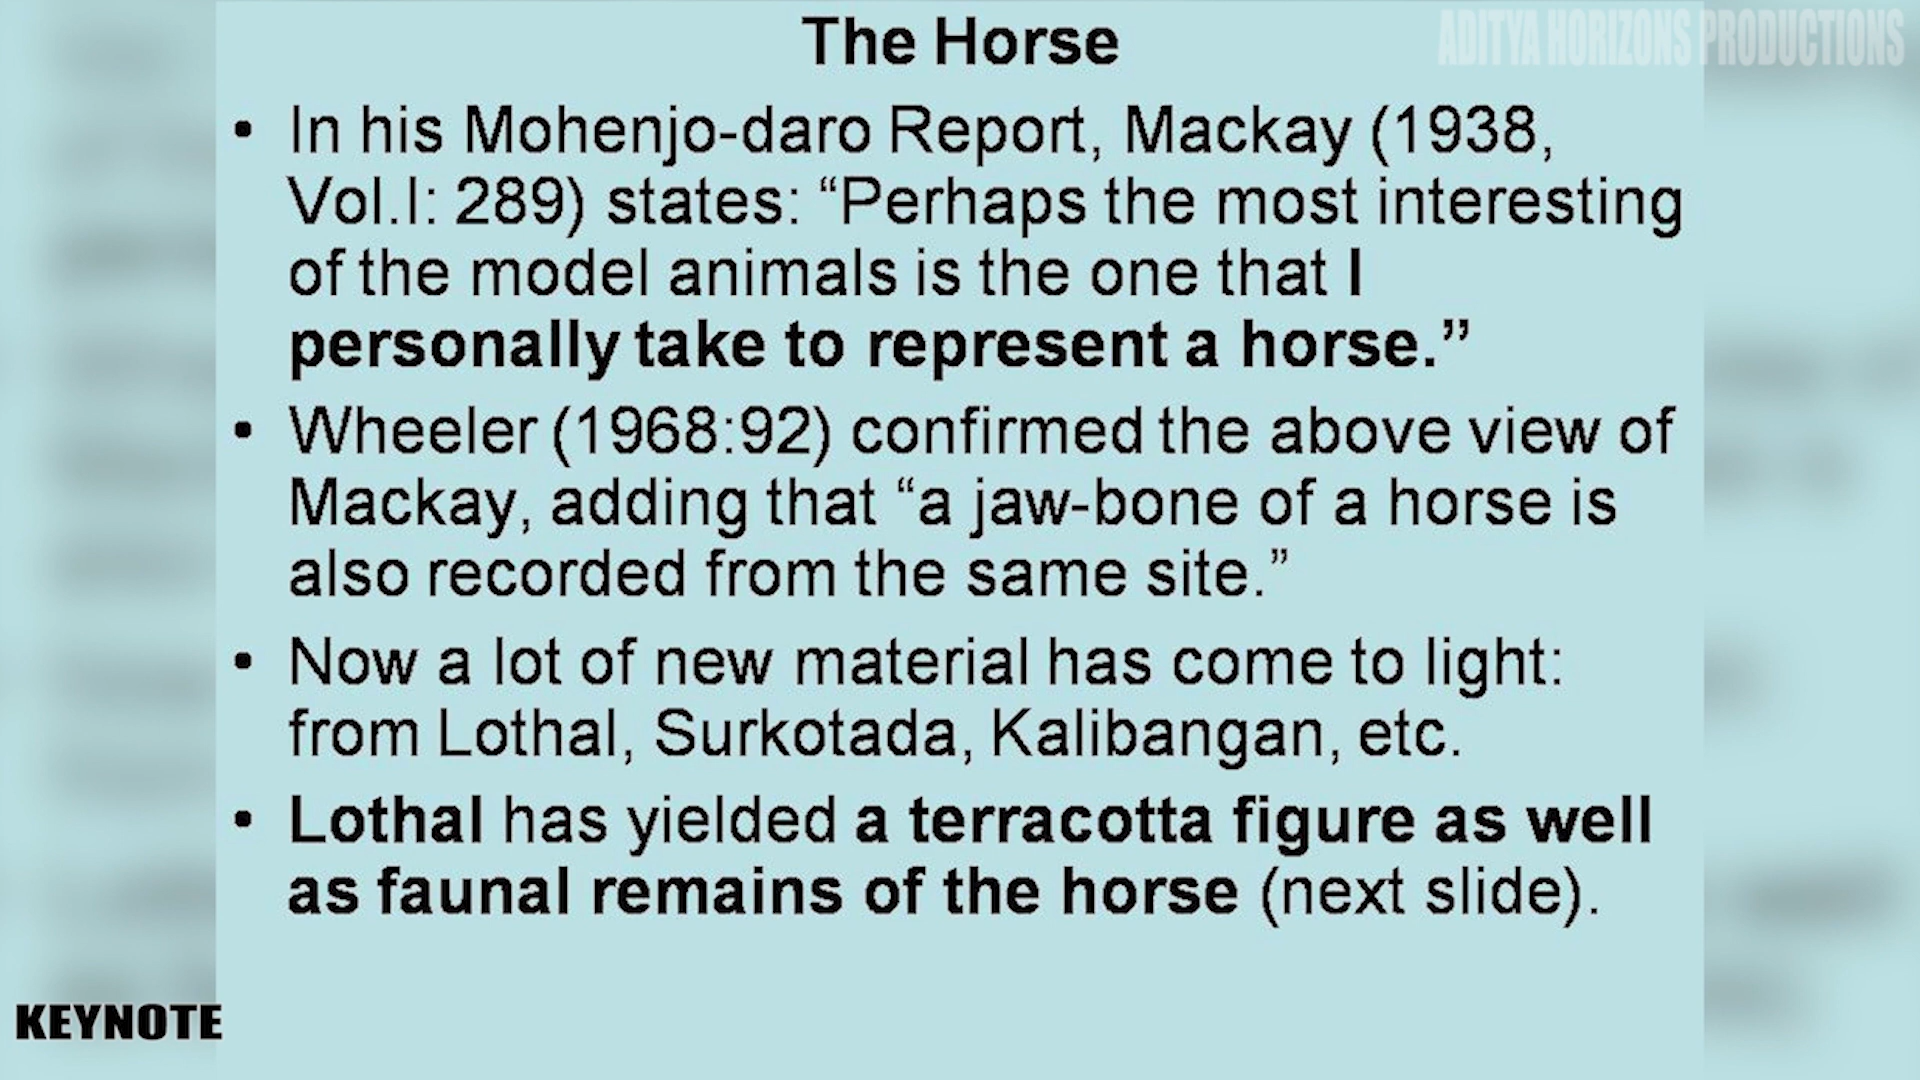 ADITYA HORIZONS PRODUCTIONS
The Horse
• In his Mohenjo-daro Report, Mackay (1938,
Vol.I: 289) states: “Perhaps the most interesting
of the model animals is the one that I
personally take to represent a horse.”
• Wheeler (1968:92) confirmed the above view of
Mackay, adding that “a jaw-bone of a horse is
also recorded from the same site.”
• Now a lot of new material has come to light:
from Lothal, Surkotada, Kalibangan, etc.
• Lothal has yielded a terracotta figure as well
as faunal remains of the horse (next slide).
KEYNOTE